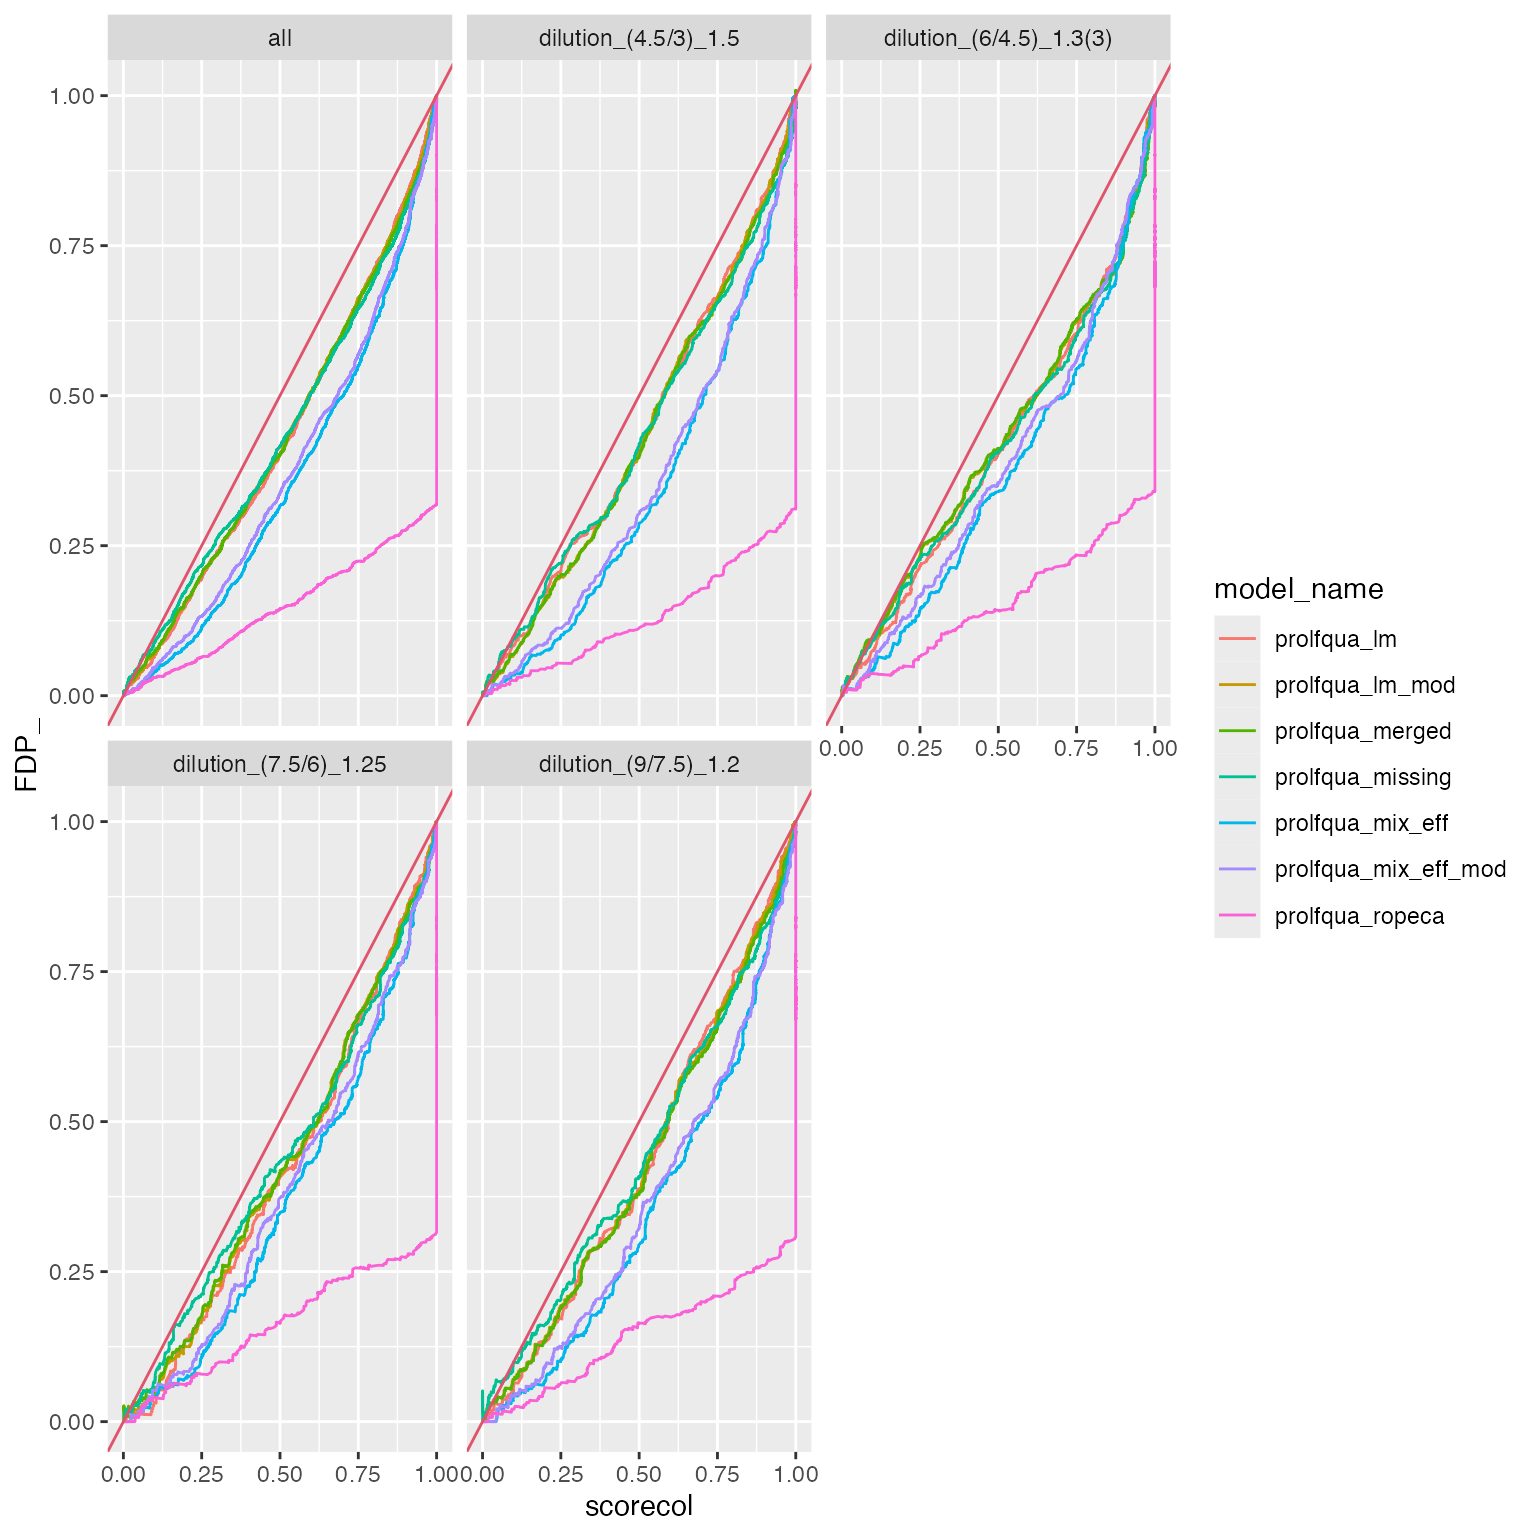 all
dilution_(4.5/3)_1.5
dilution_(6/4.5)_1.3(3)
1.00
0.75
0.50
0.25
0.00
0.00 0.25 0.50 0.75 1.00
dilution_(7.5/6)_1.25
dilution_(9/7.5)_1.2
1.00
0.75
0.50
0.25
0.00
0.00 0.25 0.50 0.75 1.00
0.00 0.25 0.50 0.75 1.00
scorecol
FDP_
model_name
prolfqua_lm
prolfqua_lm_mod
prolfqua_merged
prolfqua_missing
prolfqua_mix_eff
prolfqua_mix_eff_mod
prolfqua_ropeca